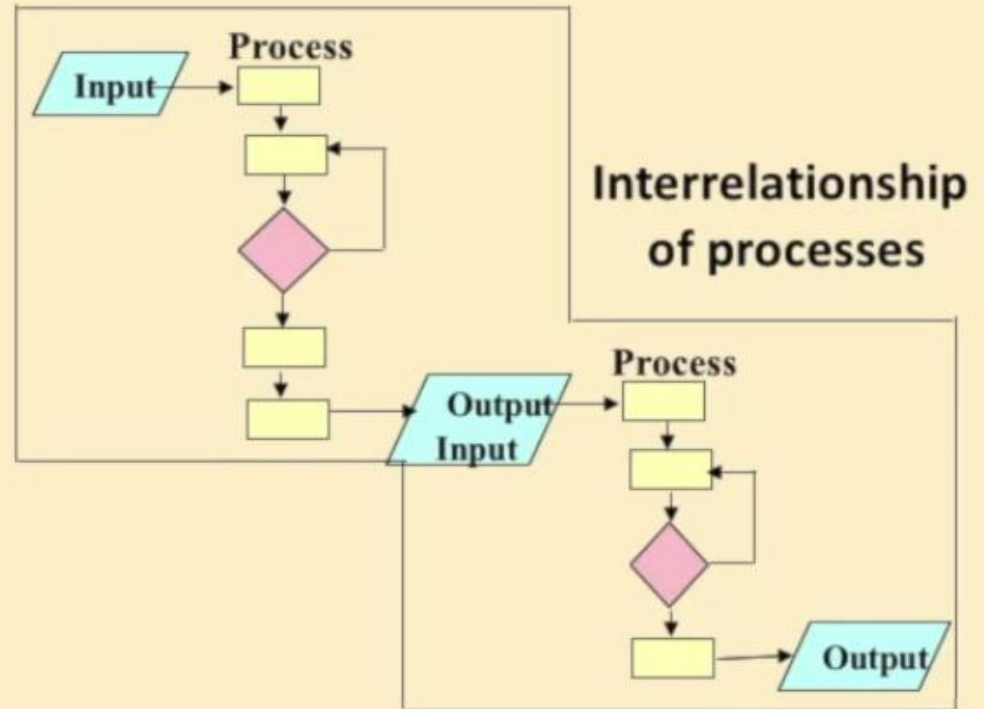 Process
Input
Interrelationship
of processes
Process
Output
Input
Output